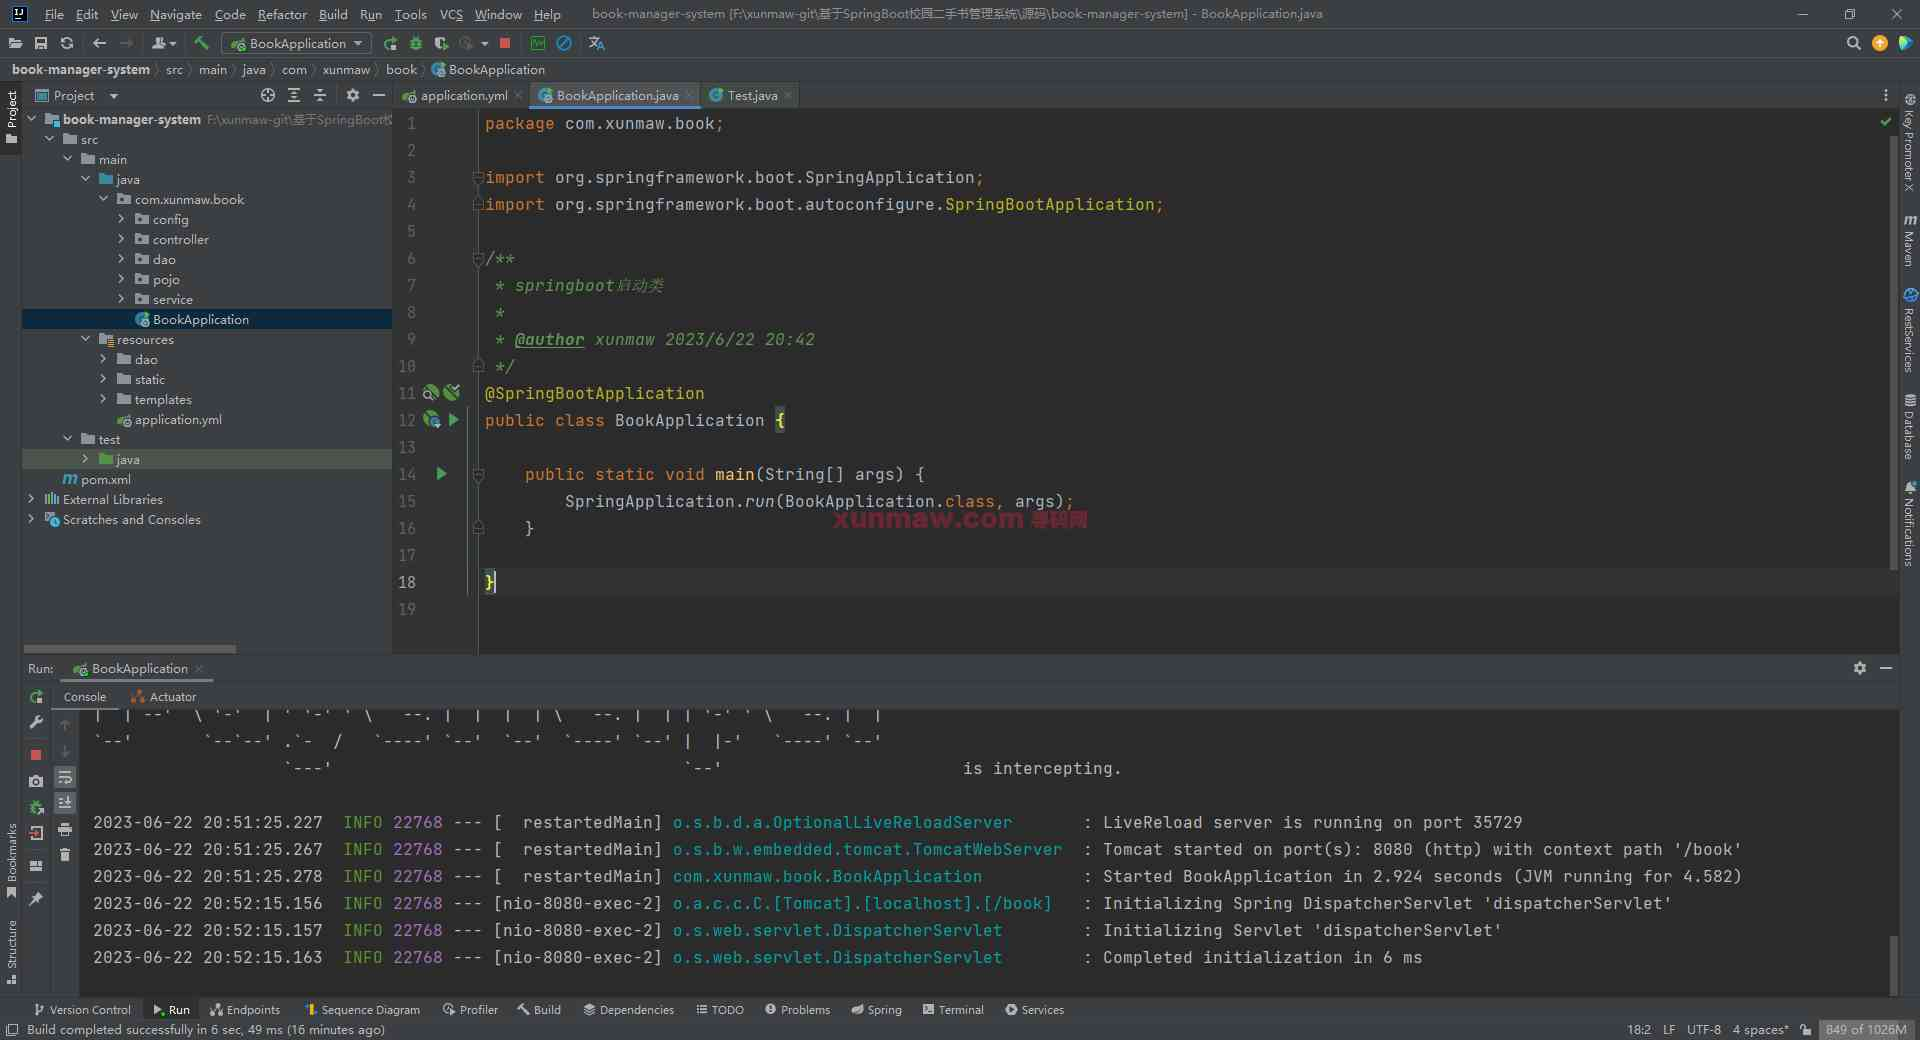 File Edit View Navigate Code Refactor Build Run Tools VCS Window Help book-manager-system [F:\xunmaw-git\基于SpringBoot校园二手书管理系统\源码\book-manager-system] - BookApplication.java
BookApplication
book-manager-system src main java com xunmaw book BookApplication
Project
application.yml BookApplication.java Test.java
book-manager-system F:\xunmaw-git\基于SpringBoot校
src
main
java
com.xunmaw.book
config
controller
dao
pojo
service
BookApplication
resources
dao
static
templates
application.yml
test
java
pom.xml
External Libraries
Scratches and Consoles
1 package com.xunmaw.book;
2
3 import org.springframework.boot.SpringApplication;
4 import org.springframework.boot.autoconfigure.SpringBootApplication;
5
6 /**
7 * springboot启动类
8 *
9 * @author xunmaw 2023/6/22 20:42
10 */
11 @SpringBootApplication
12 public class BookApplication {
13
14 public static void main(String[] args) {
15 SpringApplication.run(BookApplication.class, args);
16 }
17
18 }
19
xunmaw.com 寻码网
Project
Bookmarks
Structure
Key Promoter X
Maven
RestServices
Database
Notifications
Run: BookApplication
Console Actuator
is intercepting.
2023-06-22 20:51:25.227 INFO 22768 --- [ restartedMain] o.s.b.d.a.OptionalLiveReloadServer : LiveReload server is running on port 35729
2023-06-22 20:51:25.267 INFO 22768 --- [ restartedMain] o.s.b.w.embedded.tomcat.TomcatWebServer : Tomcat started on port(s): 8080 (http) with context path '/book'
2023-06-22 20:51:25.278 INFO 22768 --- [ restartedMain] com.xunmaw.book.BookApplication : Started BookApplication in 2.924 seconds (JVM running for 4.582)
2023-06-22 20:52:15.156 INFO 22768 --- [nio-8080-exec-2] o.a.c.c.C.[Tomcat].[localhost].[/book] : Initializing Spring DispatcherServlet 'dispatcherServlet'
2023-06-22 20:52:15.157 INFO 22768 --- [nio-8080-exec-2] o.s.web.servlet.DispatcherServlet : Initializing Servlet 'dispatcherServlet'
2023-06-22 20:52:15.163 INFO 22768 --- [nio-8080-exec-2] o.s.web.servlet.DispatcherServlet : Completed initialization in 6 ms
Version Control Run Endpoints Sequence Diagram Profiler Build Dependencies TODO Problems Spring Terminal Services
Build completed successfully in 6 sec, 49 ms (16 minutes ago) 18:2 LF UTF-8 4 spaces* 849 of 1026M